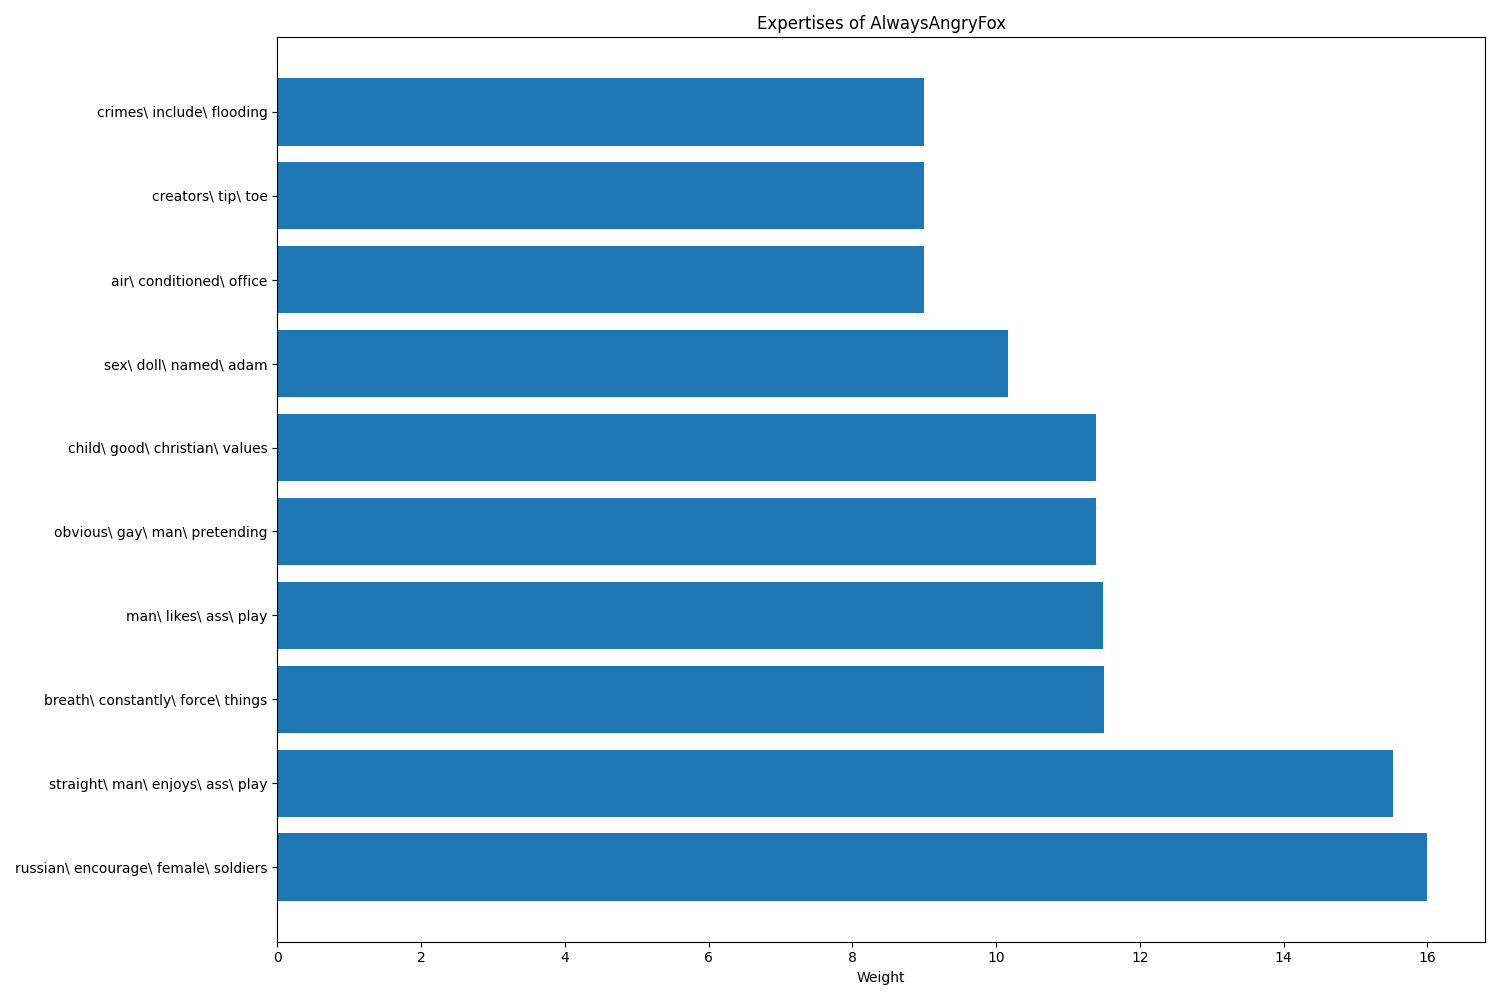 Expertises of AlwaysAngryFox
crimes\ include\ flooding
creators\ tip\ toe
air\ conditioned\ office
sex\ doll\ named\ adam
child\ good\ christian\ values
obvious\ gay\ man\ pretending
man\ likes\ ass\ play
breath\ constantly\ force\ things
straight\ man\ enjoys\ ass\ play
russian\ encourage\ female\ soldiers
0 2 4 6 8 10 12 14 16
Weight